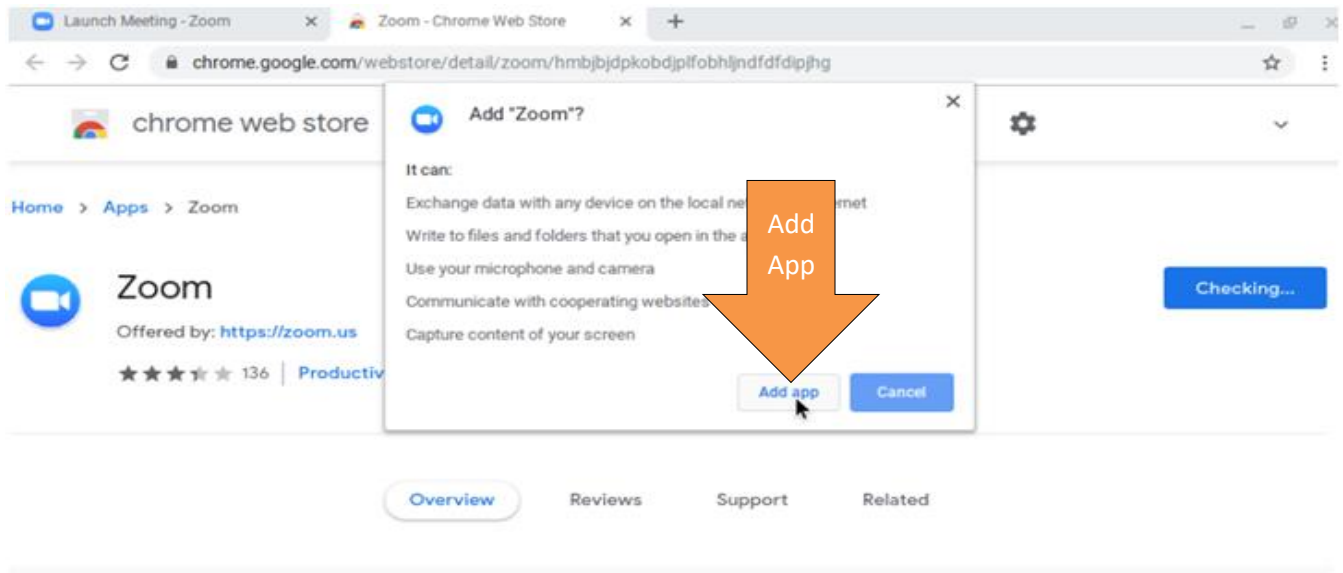 Launch Meeting - Zoom
Zoom - Chrome Web Store
chrome.google.com/webstore/detail/zoom/hmbjbjdpkobdjplfobhljndfdfdipjhg
chrome web store
Add "Zoom"?
It can:
Exchange data with any device on the local
Write to files and folders that you open in the
Use your microphone and camera
Communicate with cooperating websites
Capture content of your screen
Add
App
Add app
Cancel
Home > Apps > Zoom
Zoom
Offered by: https://zoom.us
136
Checking...
Overview
Reviews
Support
Related